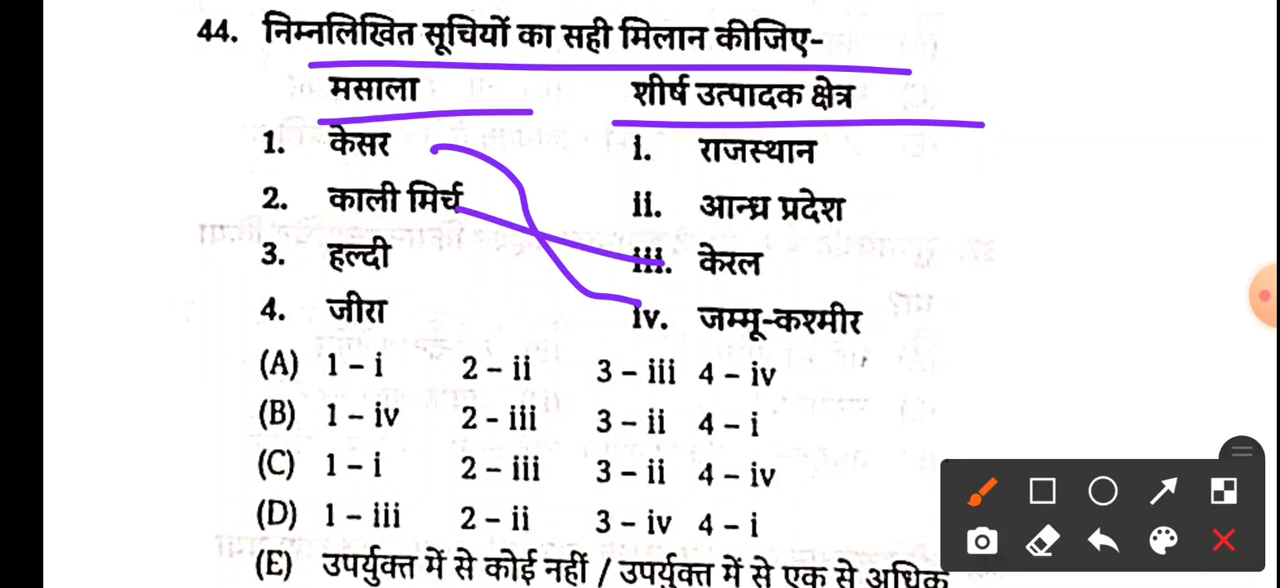 44. निम्नलिखित सूचियों का सही मिलान कीजिए-
मसाला शीर्ष उत्पादक क्षेत्र
1. केसर i. राजस्थान
2. काली मिर्च ii. आन्ध्र प्रदेश
3. हल्दी iii. केरल
4. जीरा iv. जम्मू-कश्मीर
(A) 1 – i 2 – ii 3 – iii 4 – iv
(B) 1 – iv 2 – iii 3 – ii 4 – i
(C) 1 – i 2 – iii 3 – ii 4 – iv
(D) 1 – iii 2 – ii 3 – iv 4 – i
(E) उपर्युक्त में से कोई नहीं / उपर्युक्त में से एक से अधिक